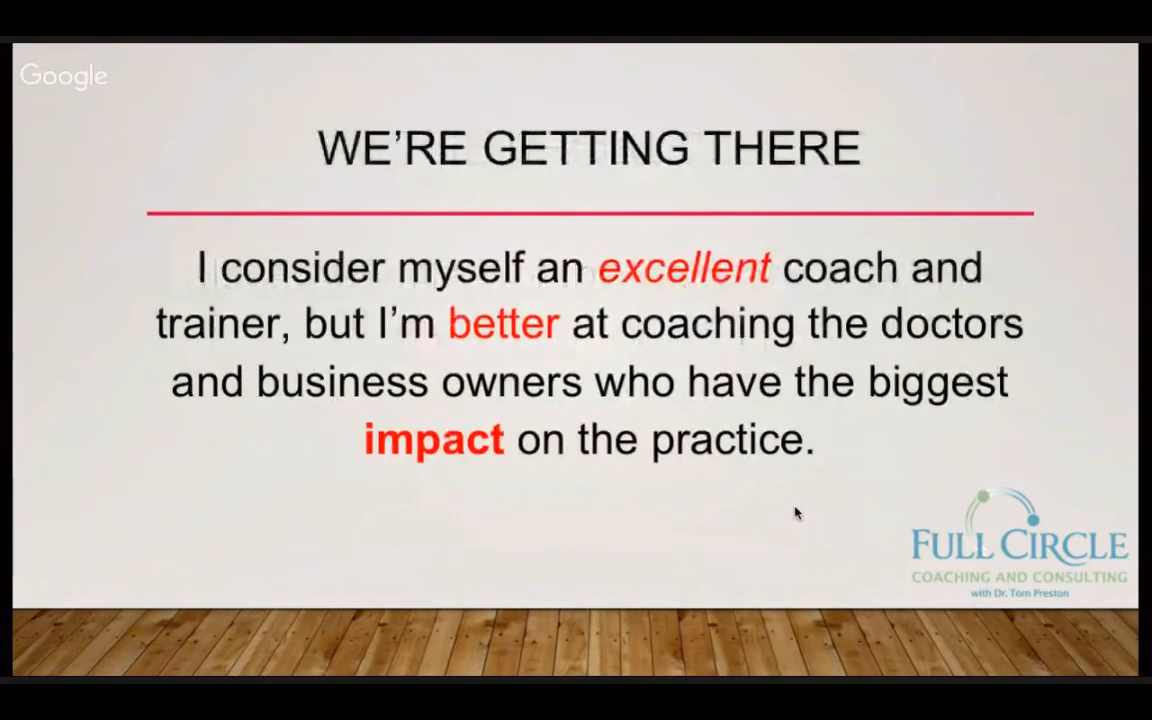 Google
WE’RE GETTING THERE
I consider myself an excellent coach and
trainer, but I’m better at coaching the doctors
and business owners who have the biggest
impact on the practice.
FULL CIRCLE
COACHING AND CONSULTING
with Dr. Tom Preston